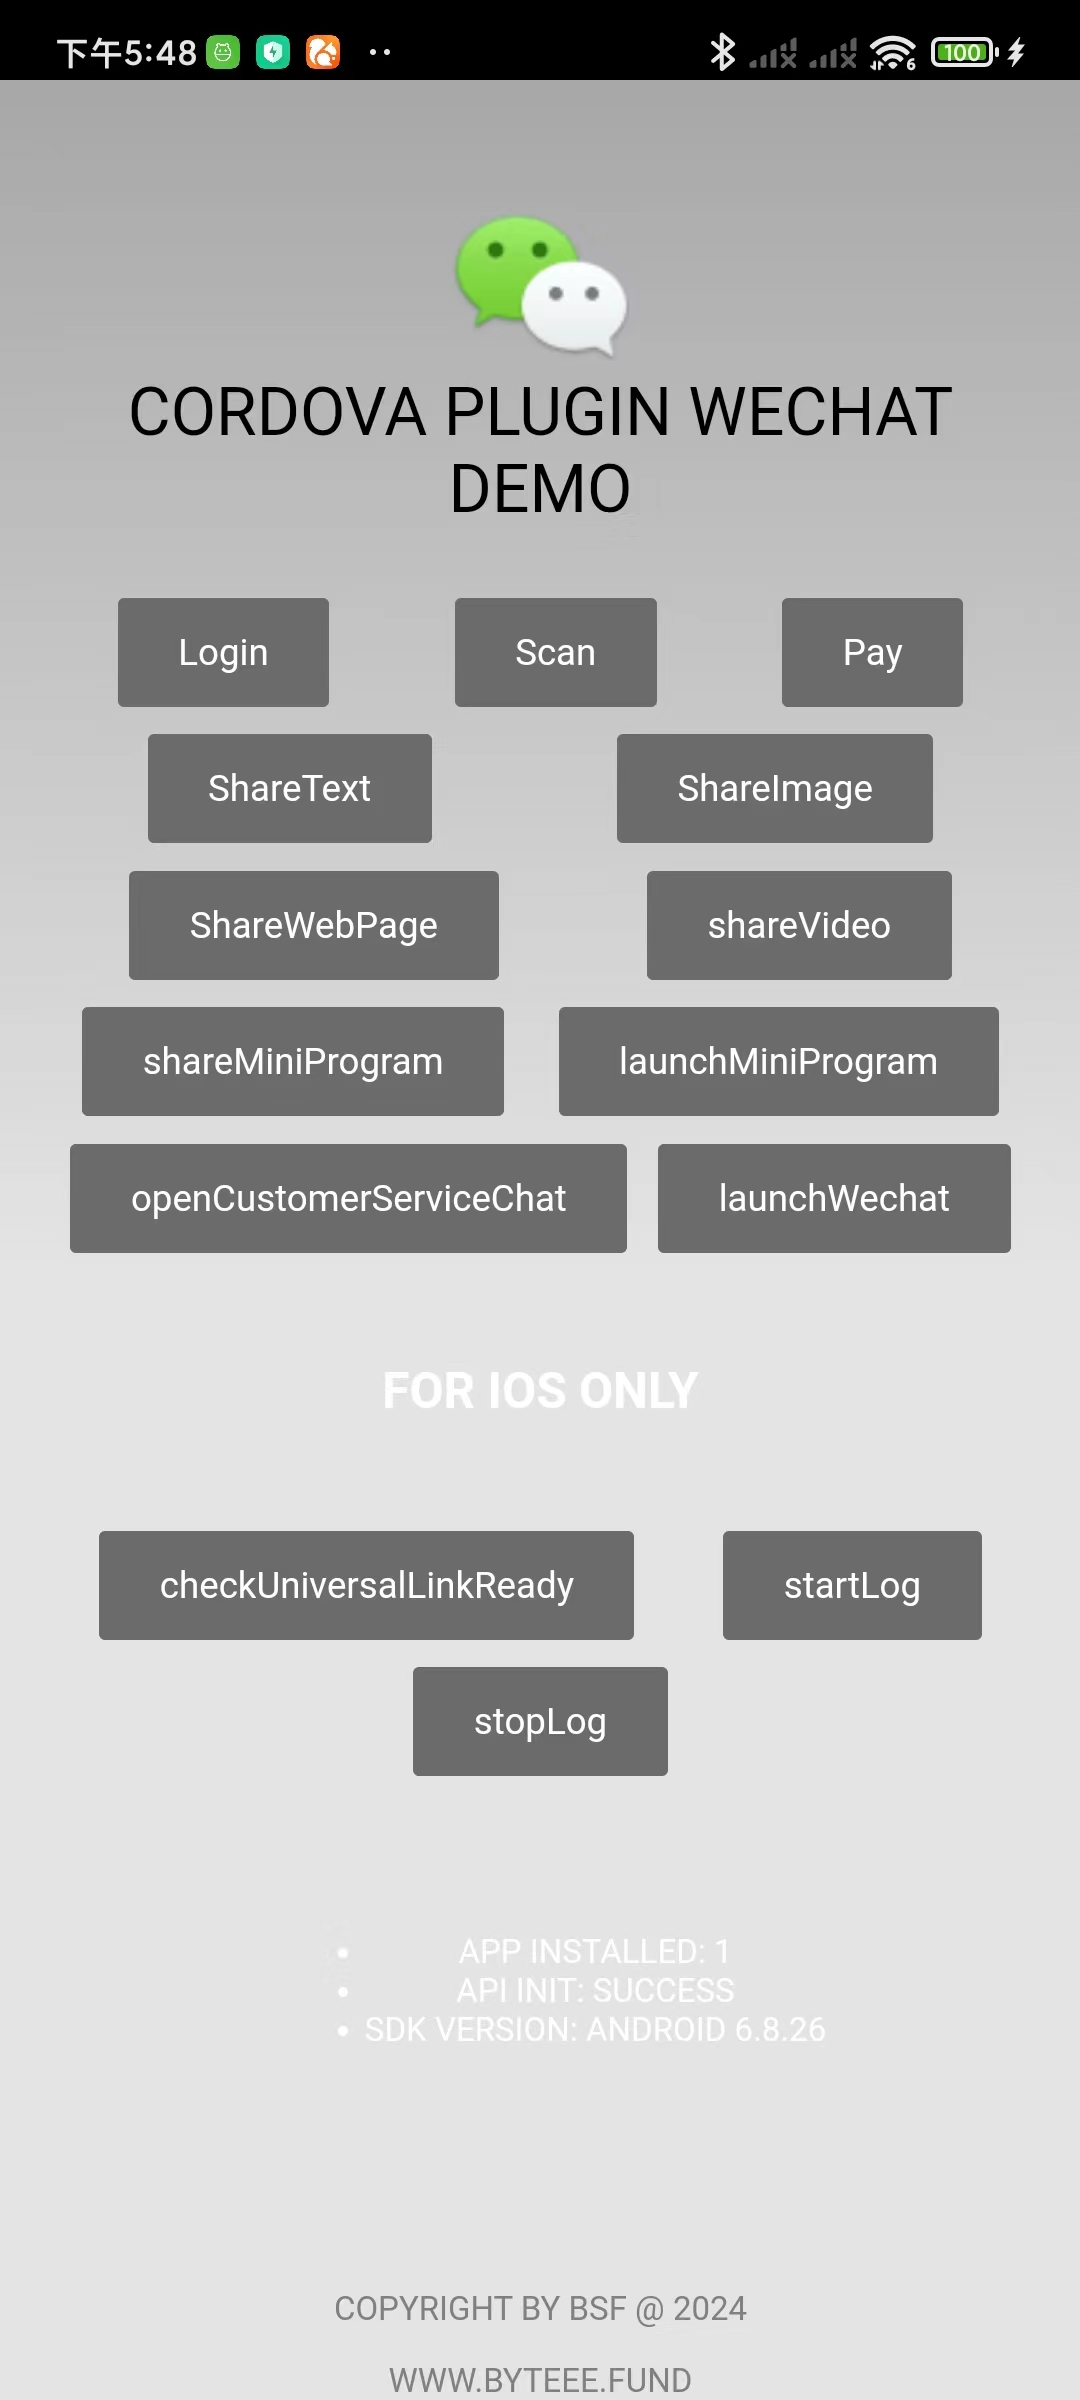 下午5:48
6
100
CORDOVA PLUGIN WECHAT
DEMO
Login Scan Pay
ShareText ShareImage
ShareWebPage shareVideo
shareMiniProgram launchMiniProgram
openCustomerServiceChat launchWechat
FOR IOS ONLY
checkUniversalLinkReady startLog
stopLog
APP INSTALLED: 1
API INIT: SUCCESS
SDK VERSION: ANDROID 6.8.26
COPYRIGHT BY BSF @ 2024
WWW.BYTEEE.FUND